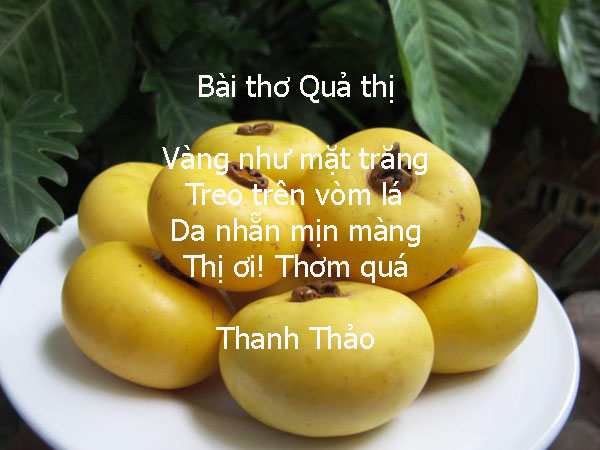 Bài thơ Quả thị
Vàng như mặt trăng
Treo trên vòm lá
Da nhẵn mịn màng
Thị ơi! Thơm quá
Thanh Thảo